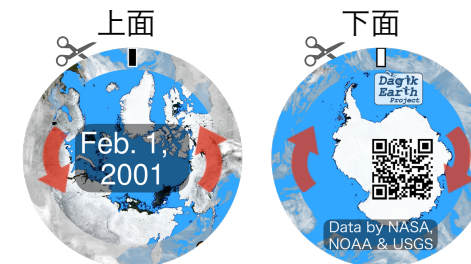 上面
下面
Feb. 1,
2001
Dagik
Earth
Project
Data by NASA,
NOAA & USGS